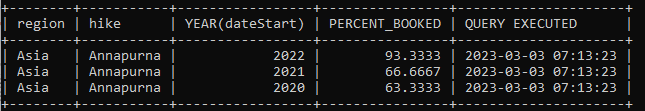 | region | hike | YEAR(dateStart) | PERCENT_BOOKED | QUERY EXECUTED |
| Asia | Annapurna | 2022 | 93.3333 | 2023-03-03 07:13:23 |
| Asia | Annapurna | 2021 | 66.6667 | 2023-03-03 07:13:23 |
| Asia | Annapurna | 2020 | 63.3333 | 2023-03-03 07:13:23 |